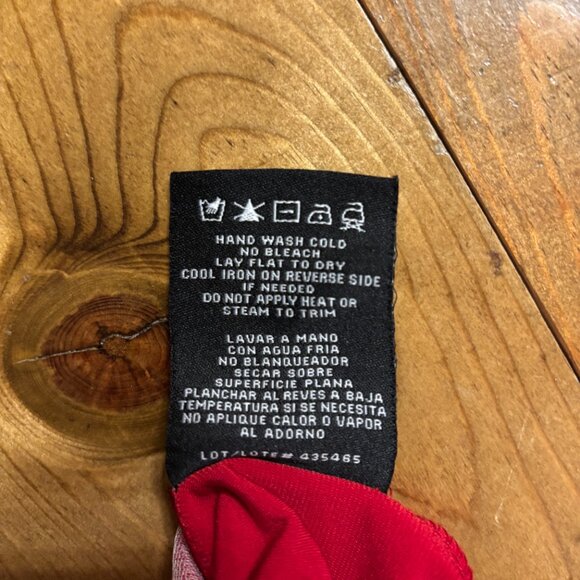 HAND WASH COLD
NO BLEACH
LAY FLAT TO DRY
COOL IRON ON REVERSE SIDE
IF NEEDED
DO NOT APPLY HEAT OR
STEAM TO TRIM
LAVAR A MANO
CON AGUA FRIA
NO BLANQUEADOR
SECAR SOBRE
SUPERFICIE PLANA
PLANCHAR AL REVES A BAJA
TEMPERATURA SI SE NECESITA
NO APLIQUE CALOR O VAPOR
AL ADORNO
LOT/LOTE# 435465